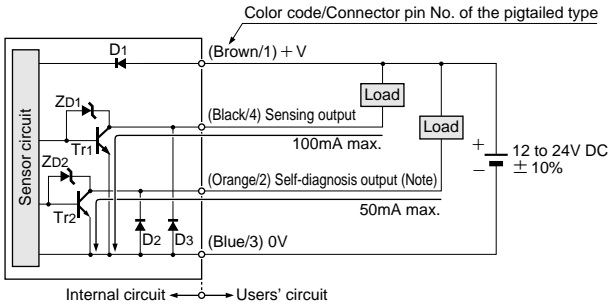 Color code/Connector pin No. of the pigtailed type
D1
(Brown/1) +V
Sensor circuit
ZD1
Load
(Black/4) Sensing output
Load
Tr1
100mA max.
ZD2
+
12 to 24V DC
−
± 10%
(Orange/2) Self-diagnosis output (Note)
Tr2
50mA max.
D2
D3
(Blue/3) 0V
Internal circuit
Users' circuit